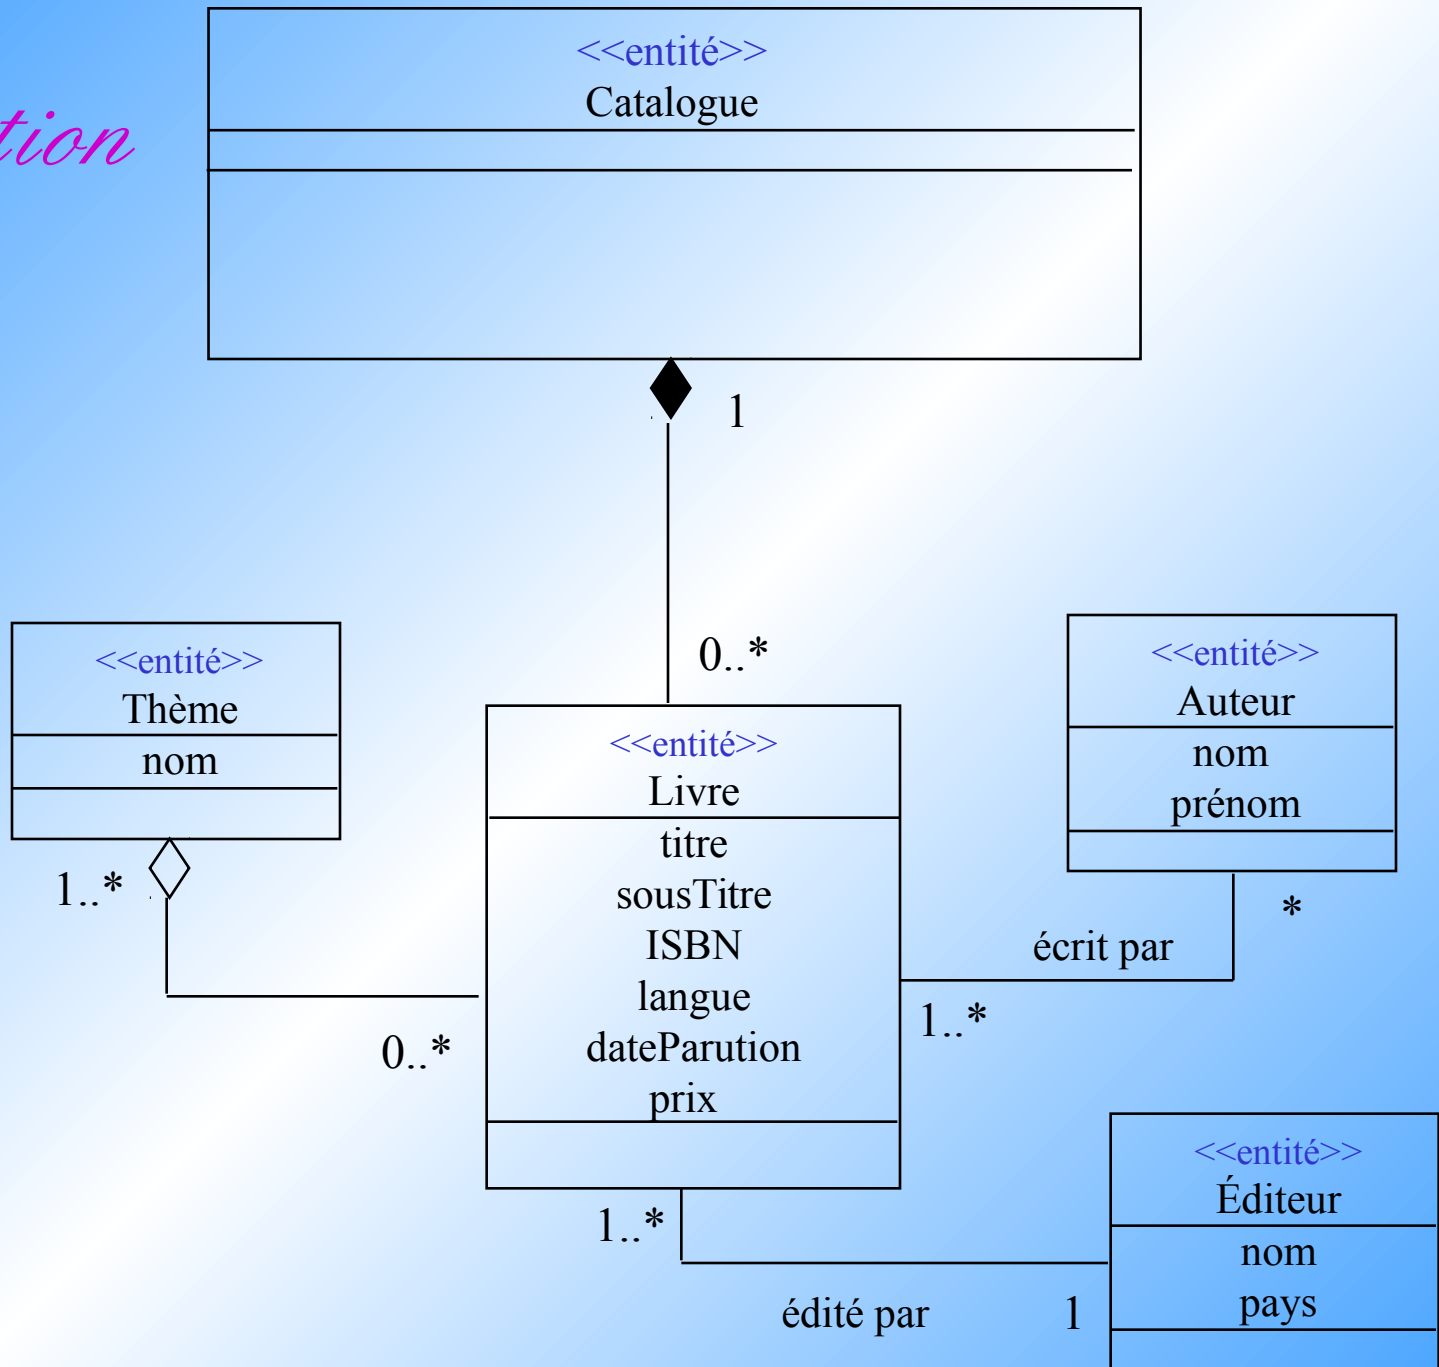 <<entité>>
Catalogue
tion
1
0..*
<<entité>>
Thème
nom
1..*
0..*
<<entité>>
Livre
titre
sousTitre
ISBN
langue
dateParution
prix
<<entité>>
Auteur
nom
prénom
*
écrit par
1..*
1..*
édité par
1
<<entité>>
Éditeur
nom
pays